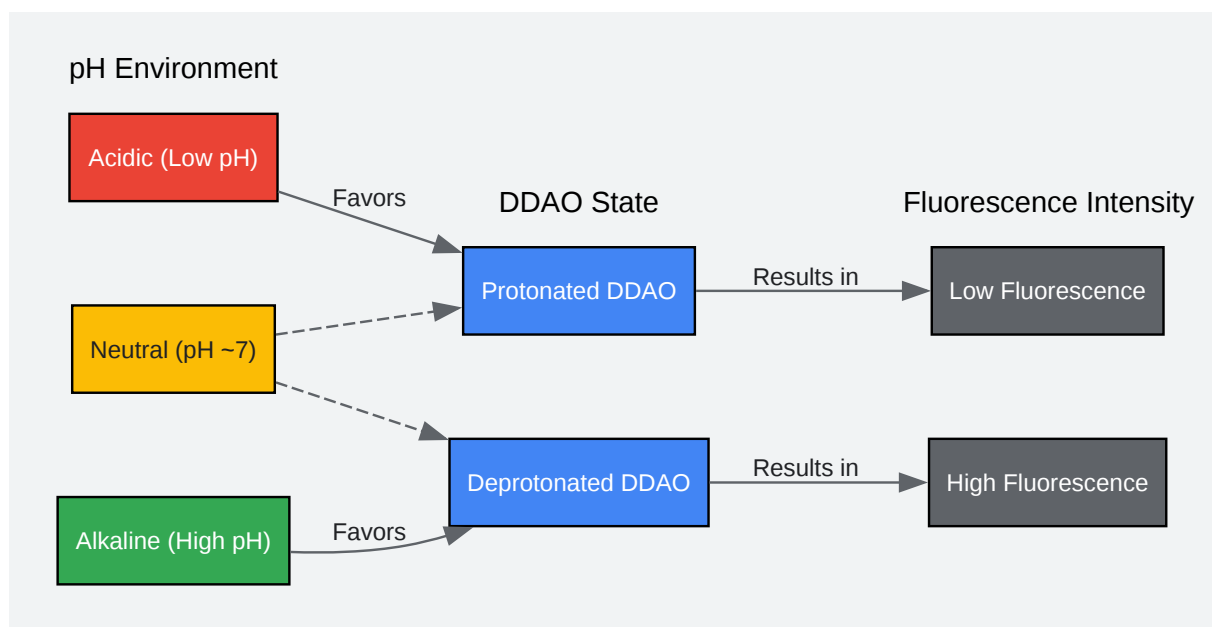 pH Environment
Acidic (Low pH)
Favors
DDAO State
Fluorescence Intensity
Protonated DDAO
Results in
Low Fluorescence
Neutral (pH ~7)
Deprotonated DDAO
Results in
High Fluorescence
Alkaline (High pH)
Favors